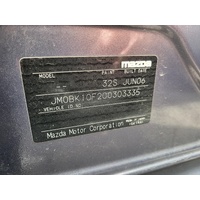 mazda
MODEL PAINT BUILT DATE
32S JUN06
JM0BK10F200303335
VEHICLE ID NO.
Mazda Motor Corporation